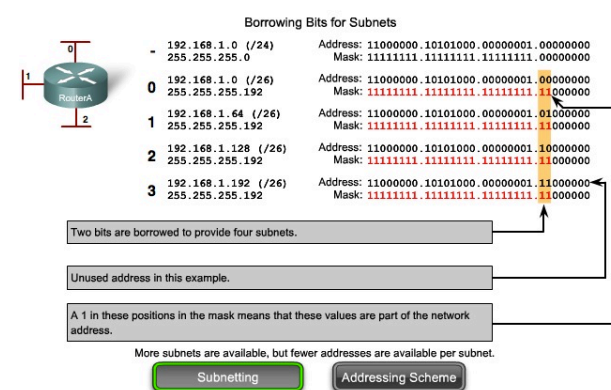 Borrowing Bits for Subnets
0
1
RouterA
2
- 192.168.1.0 (/24) Address: 11000000.10101000.00000001.00000000
255.255.255.0 Mask: 11111111.11111111.11111111.00000000
0 192.168.1.0 (/26) Address: 11000000.10101000.00000001.00000000
255.255.255.192 Mask: 11111111.11111111.11111111.11000000
1 192.168.1.64 (/26) Address: 11000000.10101000.00000001.01000000
255.255.255.192 Mask: 11111111.11111111.11111111.11000000
2 192.168.1.128 (/26) Address: 11000000.10101000.00000001.10000000
255.255.255.192 Mask: 11111111.11111111.11111111.11000000
3 192.168.1.192 (/26) Address: 11000000.10101000.00000001.11000000
255.255.255.192 Mask: 11111111.11111111.11111111.11000000
Two bits are borrowed to provide four subnets.
Unused address in this example.
A 1 in these positions in the mask means that these values are part of the network
address.
More subnets are available, but fewer addresses are available per subnet.
Subnetting Addressing Scheme